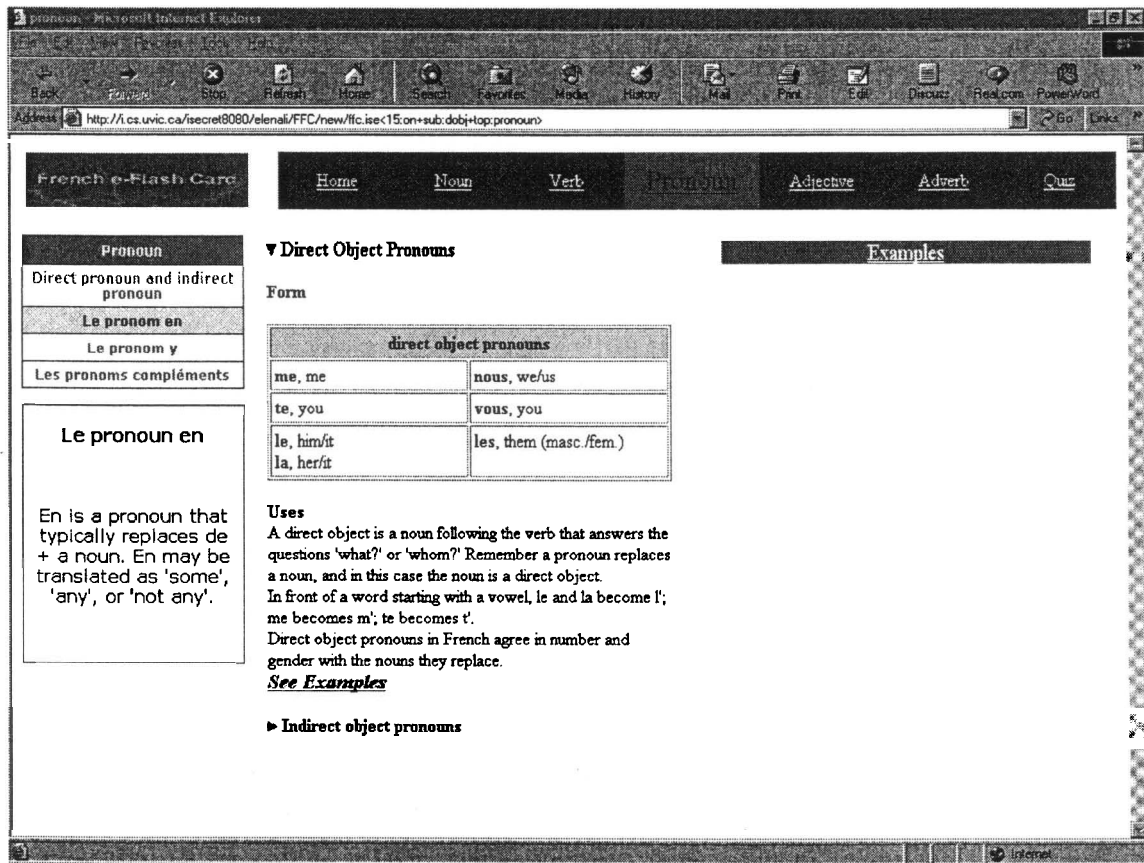 pronoun - Microsoft Internet Explorer
File Edit View Favorites Tools Help
Back Forward Stop Refresh Home Search Favorites Media History Mail Print Edit Discuss Real.com PowerWord
Address http://i.cs.uvic.ca/isecret8080/elenali/FFC/new/ffc.ise<15:on+sub:dobj+top:pronoun> Go Links
French e-Flash Card
Home Noun Verb Pronoun Adjective Adverb Quiz
Pronoun
Direct pronoun and indirect
pronoun
Le pronom en
Le pronom y
Les pronoms compléments
Le pronoun en
En is a pronoun that
typically replaces de
+ a noun. En may be
translated as 'some',
'any', or 'not any'.
▼ Direct Object Pronouns
Form
direct object pronouns
me, me nous, we/us
te, you vous, you
le, him/it les, them (masc./fem.)
la, her/it
Uses
A direct object is a noun following the verb that answers the
questions 'what?' or 'whom?' Remember a pronoun replaces
a noun, and in this case the noun is a direct object.
In front of a word starting with a vowel, le and la become l';
me becomes m'; te becomes t'.
Direct object pronouns in French agree in number and
gender with the nouns they replace.
See Examples
► Indirect object pronouns
Examples
Internet